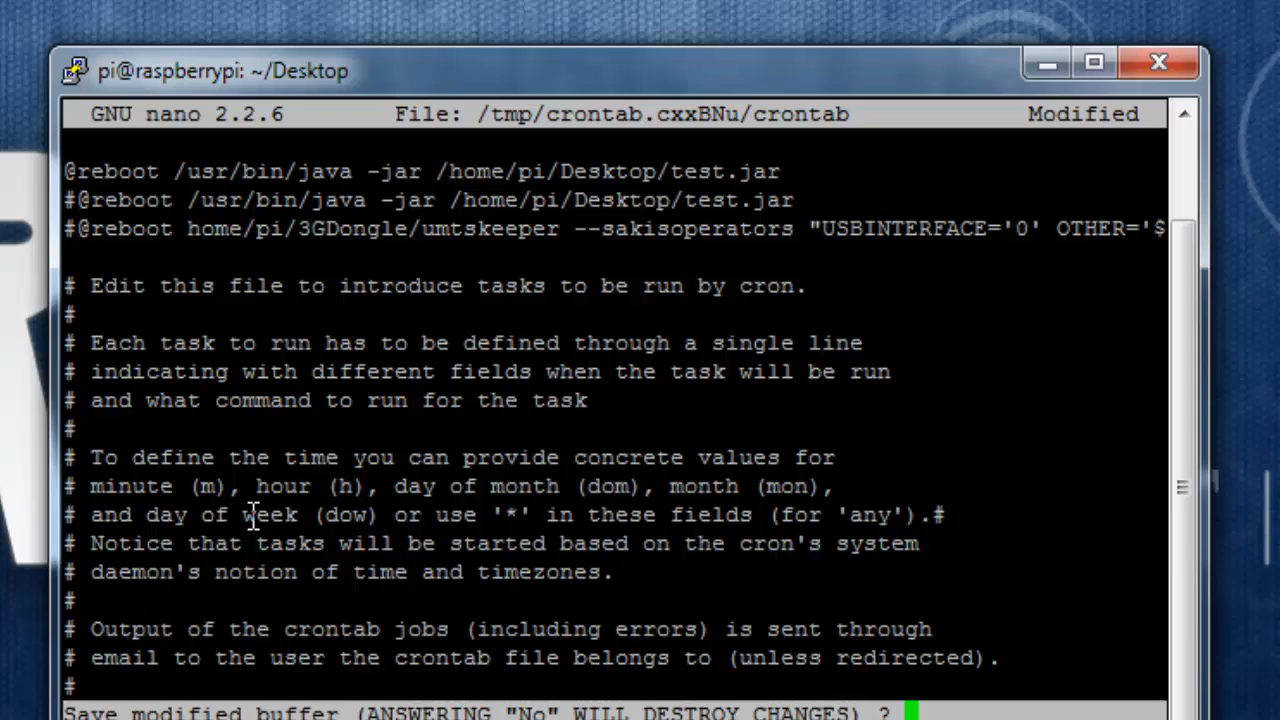 pi@raspberrypi: ~/Desktop
GNU nano 2.2.6 File: /tmp/crontab.cxxBNu/crontab Modified
@reboot /usr/bin/java -jar /home/pi/Desktop/test.jar
#@reboot /usr/bin/java -jar /home/pi/Desktop/test.jar
#@reboot home/pi/3GDongle/umtskeeper --sakisoperators "USBINTERFACE='0' OTHER='$
# Edit this file to introduce tasks to be run by cron.
#
# Each task to run has to be defined through a single line
# indicating with different fields when the task will be run
# and what command to run for the task
#
# To define the time you can provide concrete values for
# minute (m), hour (h), day of month (dom), month (mon),
# and day of week (dow) or use '*' in these fields (for 'any').#
# Notice that tasks will be started based on the cron's system
# daemon's notion of time and timezones.
#
# Output of the crontab jobs (including errors) is sent through
# email to the user the crontab file belongs to (unless redirected).
#
Save modified buffer (ANSWERING "No" WILL DESTROY CHANGES) ?